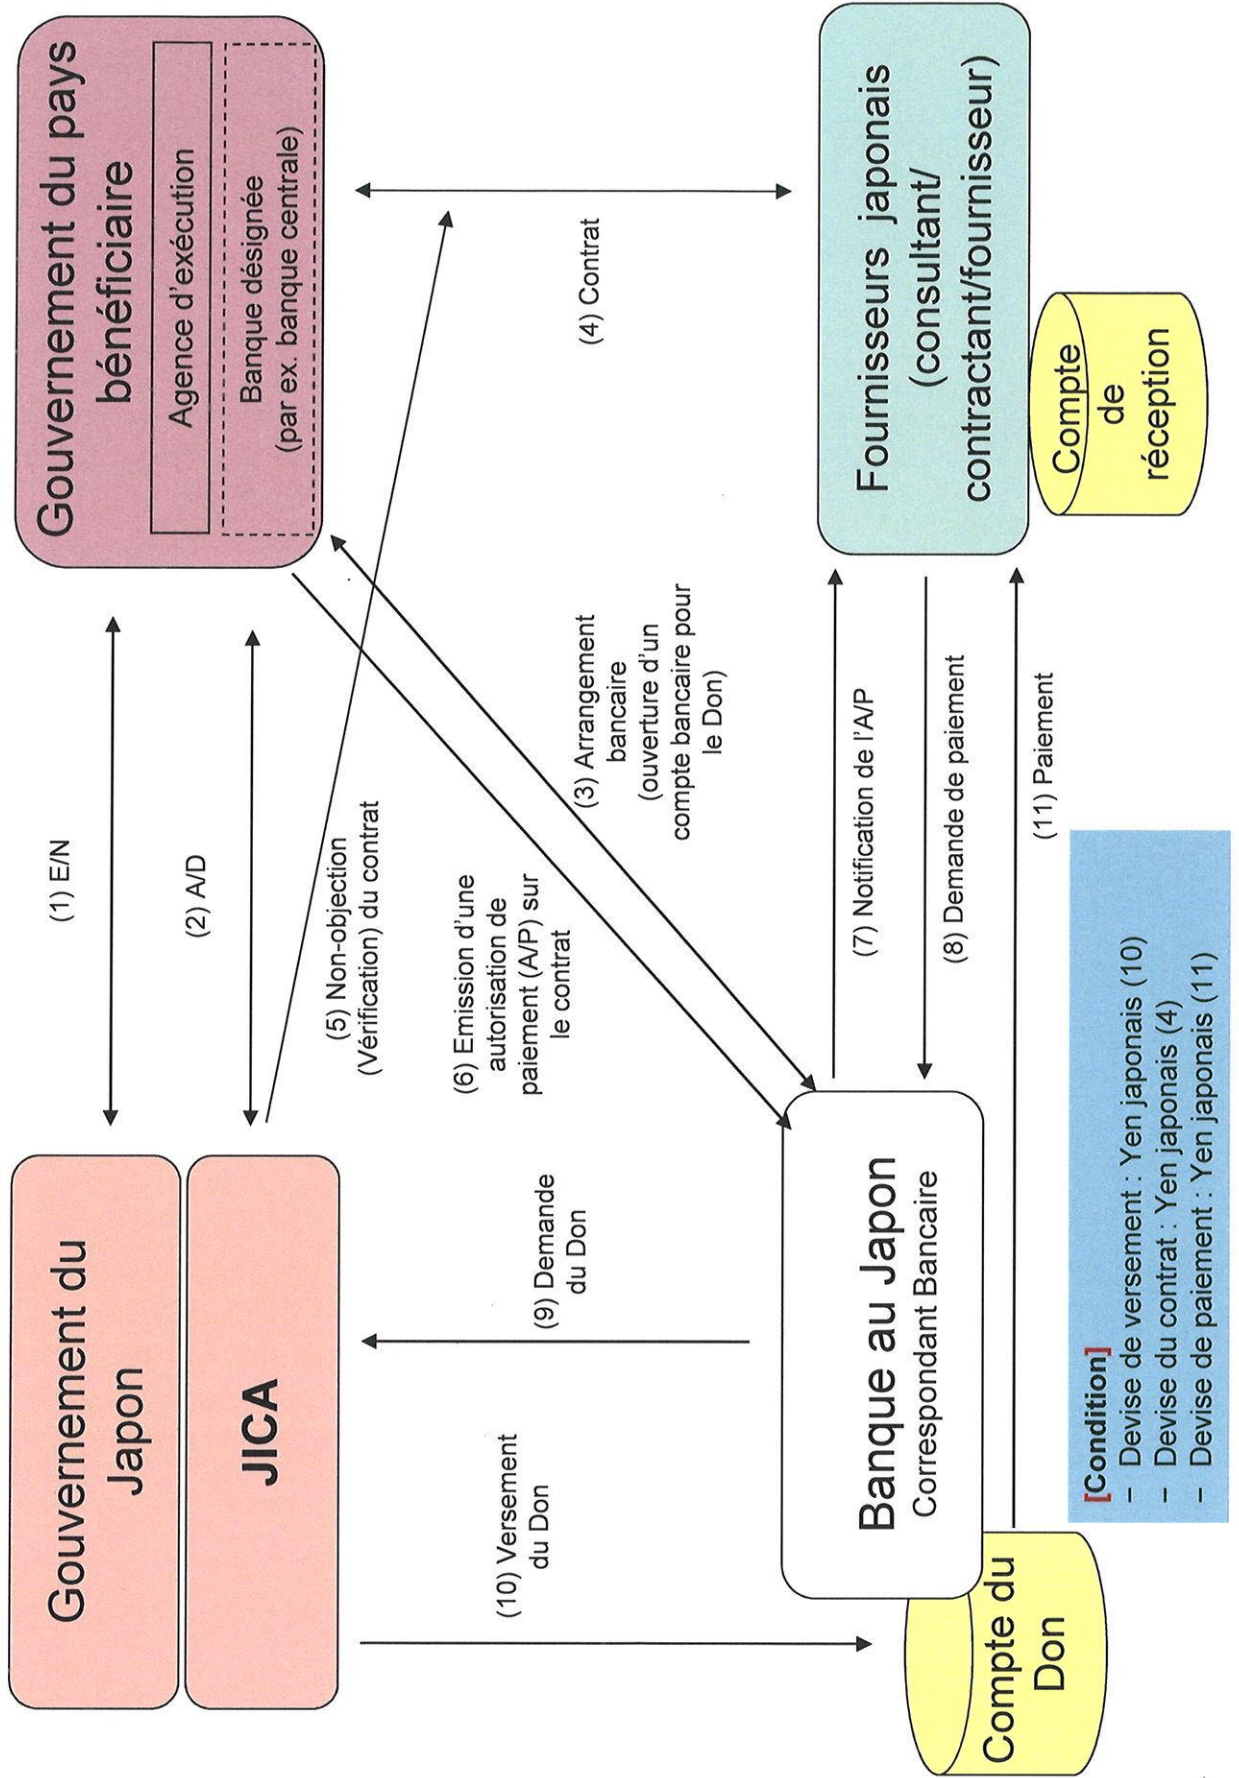 Gouvernement du
Japon
JICA
(1) E/N
(2) A/D
Gouvernement du pays
bénéficiaire
Agence d'exécution
Banque désignée
(par ex. banque centrale)
(5) Non-objection
(Vérification) du contrat
(6) Emission d'une
autorisation de
paiement (A/P) sur
le contrat
(3) Arrangement
bancaire
(ouverture d'un
compte bancaire pour
le Don)
(4) Contrat
(9) Demande
du Don
(10) Versement
du Don
Banque au Japon
Correspondant Bancaire
Compte du
Don
(7) Notification de l'A/P
(8) Demande de paiement
(11) Paiement
Fournisseurs japonais
(consultant/
contractant/fournisseur)
Compte
de
réception
[Condition]
– Devise de versement : Yen japonais (10)
– Devise du contrat : Yen japonais (4)
– Devise de paiement : Yen japonais (11)